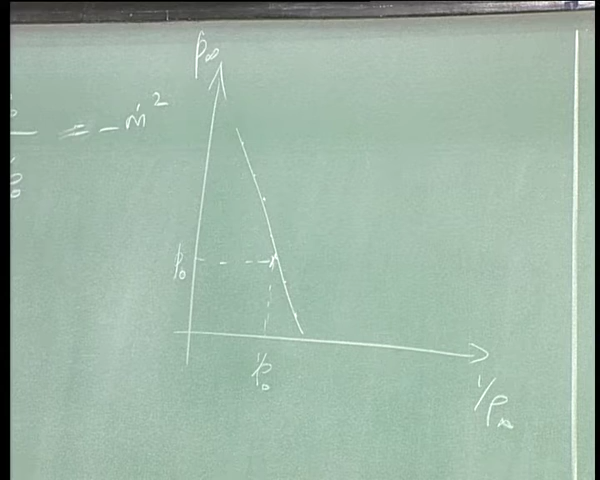 p∞
= -ṁ²
p₀
1/ρ₀
1/ρ∞